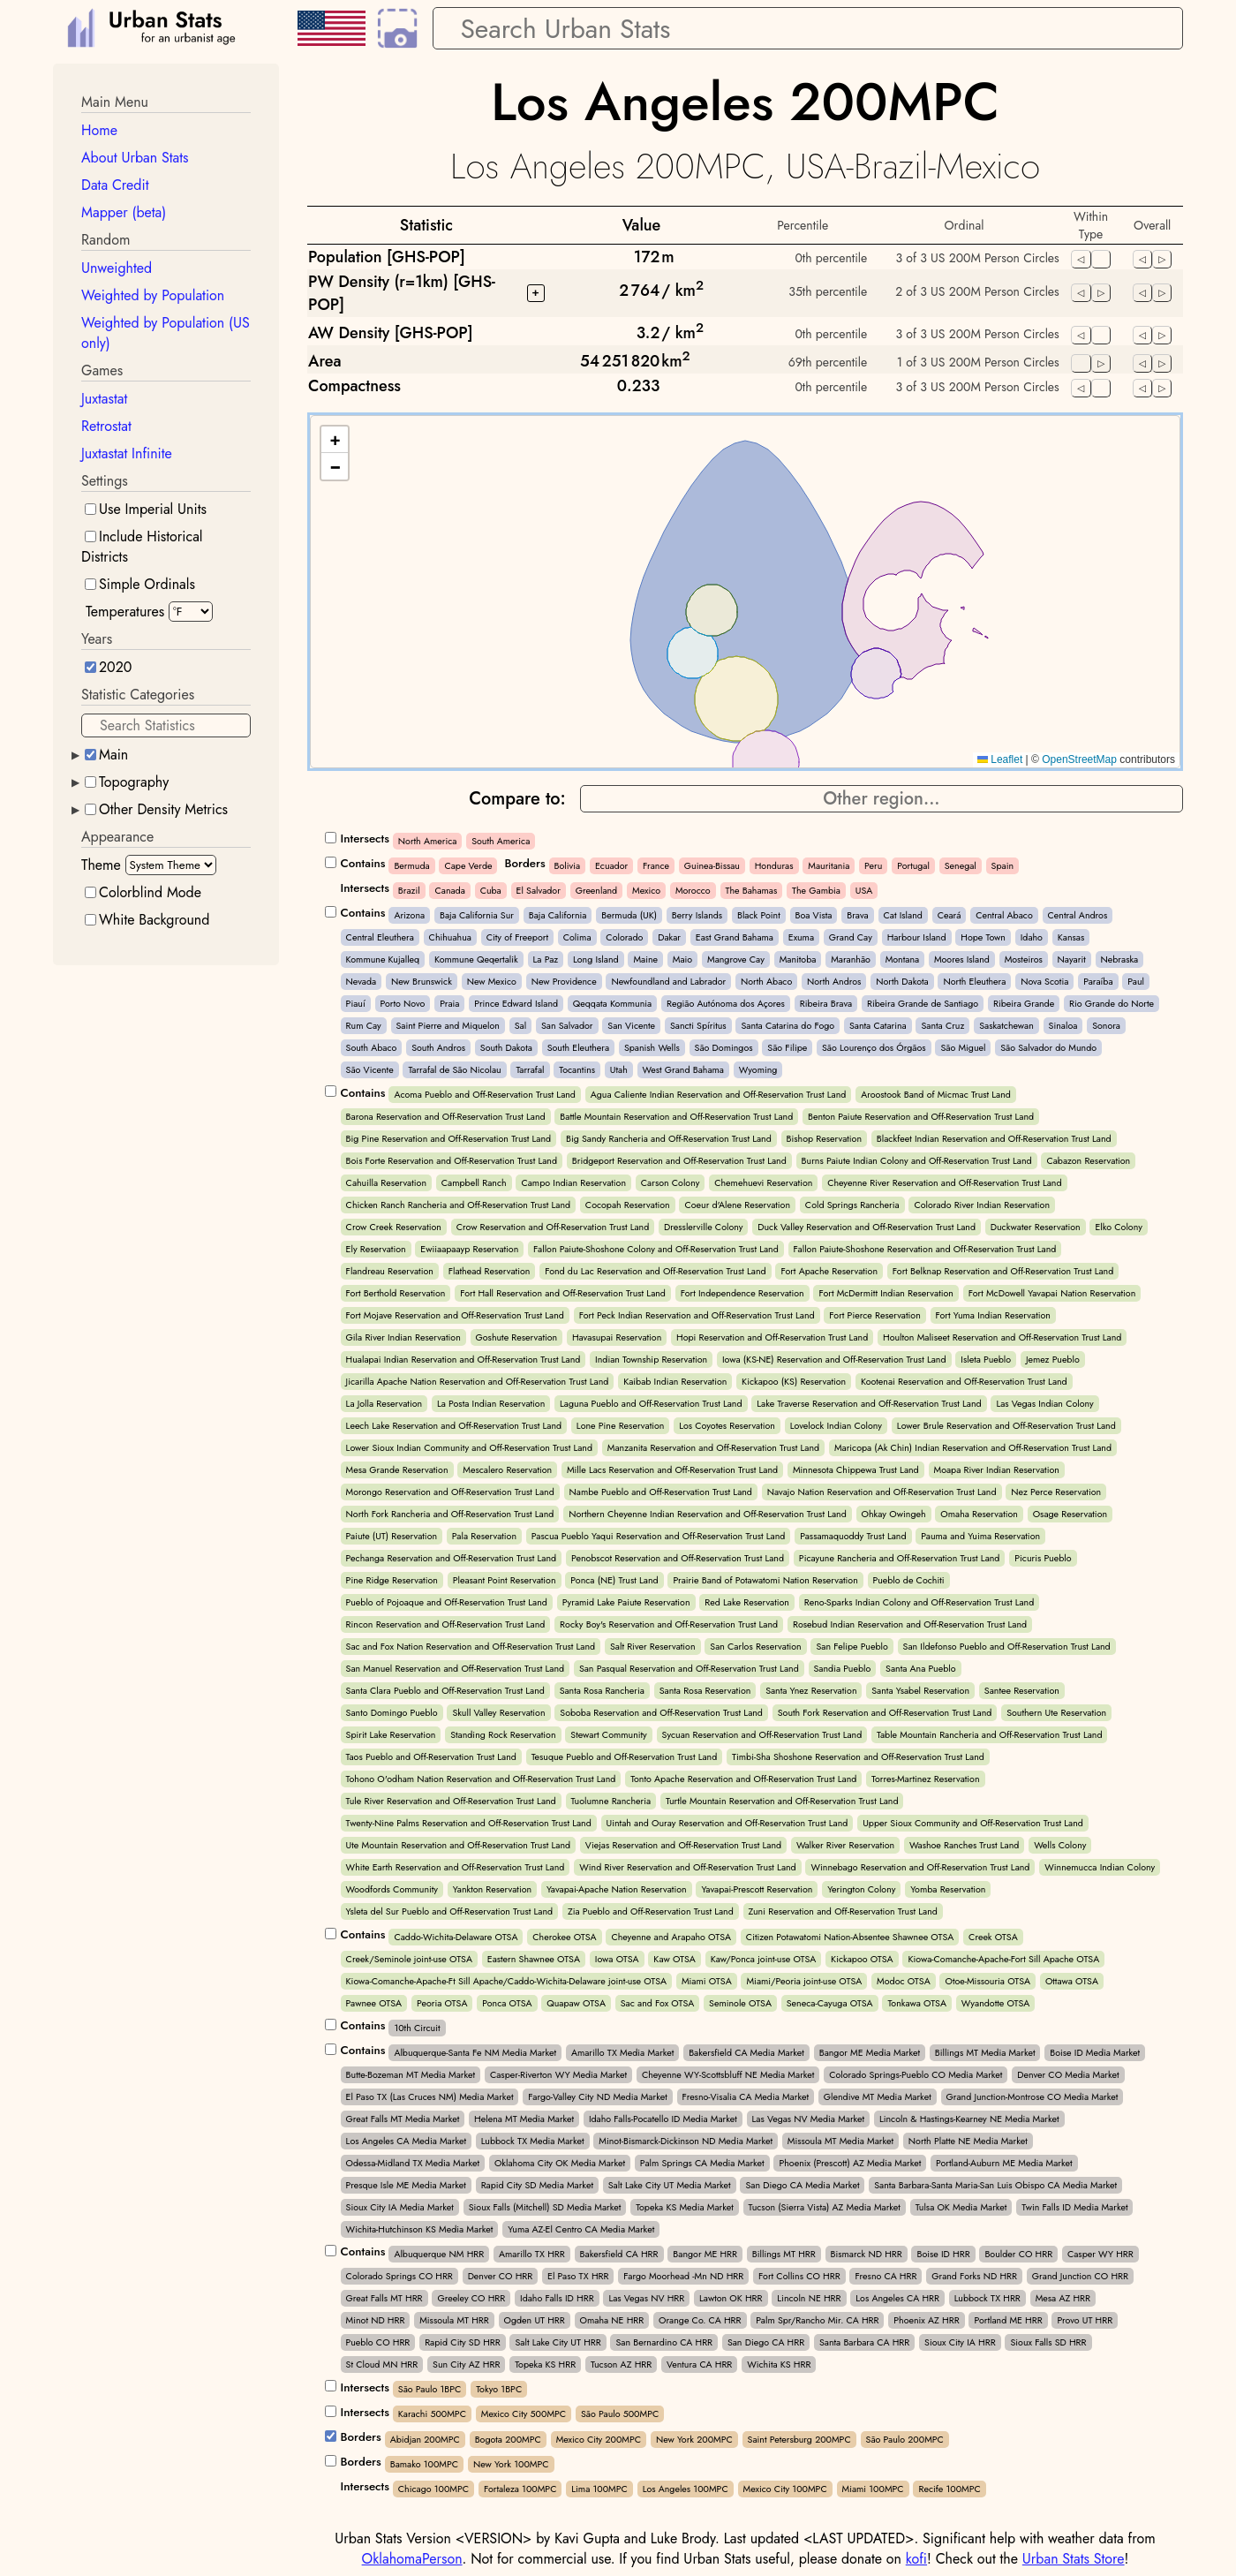 Urban Stats
for an urbanist age
Search Urban Stats
Main Menu
Home
About Urban Stats
Data Credit
Mapper (beta)
Random
Unweighted
Weighted by Population
Weighted by Population (US
only)
Games
Juxtastat
Retrostat
Juxtastat Infinite
Settings
Use Imperial Units
Include Historical
Districts
Simple Ordinals
Temperatures °F
Years
2020
Statistic Categories
Search Statistics
Main
Topography
Other Density Metrics
Appearance
Theme System Theme
Colorblind Mode
White Background
Los Angeles 200MPC
Los Angeles 200MPC, USA-Brazil-Mexico
Statistic Value Percentile Ordinal Within Type Overall
Population [GHS-POP] 172 m 0th percentile 3 of 3 US 200M Person Circles
PW Density (r=1km) [GHS-POP] + 2 764 / km² 35th percentile 2 of 3 US 200M Person Circles
AW Density [GHS-POP] 3.2 / km² 0th percentile 3 of 3 US 200M Person Circles
Area 54 251 820 km² 69th percentile 1 of 3 US 200M Person Circles
Compactness 0.233 0th percentile 3 of 3 US 200M Person Circles
+
−
Leaflet | © OpenStreetMap contributors
Compare to: Other region...
Intersects North America South America
Contains Bermuda Cape Verde Borders Bolivia Ecuador France Guinea-Bissau Honduras Mauritania Peru Portugal Senegal Spain
Intersects Brazil Canada Cuba El Salvador Greenland Mexico Morocco The Bahamas The Gambia USA
Contains Arizona Baja California Sur Baja California Bermuda (UK) Berry Islands Black Point Boa Vista Brava Cat Island Ceará Central Abaco Central Andros
Central Eleuthera Chihuahua City of Freeport Colima Colorado Dakar East Grand Bahama Exuma Grand Cay Harbour Island Hope Town Idaho Kansas
Kommune Kujalleq Kommune Qeqertalik La Paz Long Island Maine Maio Mangrove Cay Manitoba Maranhão Montana Moores Island Mosteiros Nayarit Nebraska
Nevada New Brunswick New Mexico New Providence Newfoundland and Labrador North Abaco North Andros North Dakota North Eleuthera Nova Scotia Paraíba Paul
Piauí Porto Novo Praia Prince Edward Island Qeqqata Kommunia Região Autónoma dos Açores Ribeira Brava Ribeira Grande de Santiago Ribeira Grande Rio Grande do Norte
Rum Cay Saint Pierre and Miquelon Sal San Salvador San Vicente Sancti Spíritus Santa Catarina do Fogo Santa Catarina Santa Cruz Saskatchewan Sinaloa Sonora
South Abaco South Andros South Dakota South Eleuthera Spanish Wells São Domingos São Filipe São Lourenço dos Órgãos São Miguel São Salvador do Mundo
São Vicente Tarrafal de São Nicolau Tarrafal Tocantins Utah West Grand Bahama Wyoming
Contains Acoma Pueblo and Off-Reservation Trust Land Agua Caliente Indian Reservation and Off-Reservation Trust Land Aroostook Band of Micmac Trust Land
Barona Reservation and Off-Reservation Trust Land Battle Mountain Reservation and Off-Reservation Trust Land Benton Paiute Reservation and Off-Reservation Trust Land
Big Pine Reservation and Off-Reservation Trust Land Big Sandy Rancheria and Off-Reservation Trust Land Bishop Reservation Blackfeet Indian Reservation and Off-Reservation Trust Land
Bois Forte Reservation and Off-Reservation Trust Land Bridgeport Reservation and Off-Reservation Trust Land Burns Paiute Indian Colony and Off-Reservation Trust Land Cabazon Reservation
Cahuilla Reservation Campbell Ranch Campo Indian Reservation Carson Colony Chemehuevi Reservation Cheyenne River Reservation and Off-Reservation Trust Land
Chicken Ranch Rancheria and Off-Reservation Trust Land Cocopah Reservation Coeur d'Alene Reservation Cold Springs Rancheria Colorado River Indian Reservation
Crow Creek Reservation Crow Reservation and Off-Reservation Trust Land Dresslerville Colony Duck Valley Reservation and Off-Reservation Trust Land Duckwater Reservation Elko Colony
Ely Reservation Ewiiaapaayp Reservation Fallon Paiute-Shoshone Colony and Off-Reservation Trust Land Fallon Paiute-Shoshone Reservation and Off-Reservation Trust Land
Flandreau Reservation Flathead Reservation Fond du Lac Reservation and Off-Reservation Trust Land Fort Apache Reservation Fort Belknap Reservation and Off-Reservation Trust Land
Fort Berthold Reservation Fort Hall Reservation and Off-Reservation Trust Land Fort Independence Reservation Fort McDermitt Indian Reservation Fort McDowell Yavapai Nation Reservation
Fort Mojave Reservation and Off-Reservation Trust Land Fort Peck Indian Reservation and Off-Reservation Trust Land Fort Pierce Reservation Fort Yuma Indian Reservation
Gila River Indian Reservation Goshute Reservation Havasupai Reservation Hopi Reservation and Off-Reservation Trust Land Houlton Maliseet Reservation and Off-Reservation Trust Land
Hualapai Indian Reservation and Off-Reservation Trust Land Indian Township Reservation Iowa (KS-NE) Reservation and Off-Reservation Trust Land Isleta Pueblo Jemez Pueblo
Jicarilla Apache Nation Reservation and Off-Reservation Trust Land Kaibab Indian Reservation Kickapoo (KS) Reservation Kootenai Reservation and Off-Reservation Trust Land
La Jolla Reservation La Posta Indian Reservation Laguna Pueblo and Off-Reservation Trust Land Lake Traverse Reservation and Off-Reservation Trust Land Las Vegas Indian Colony
Leech Lake Reservation and Off-Reservation Trust Land Lone Pine Reservation Los Coyotes Reservation Lovelock Indian Colony Lower Brule Reservation and Off-Reservation Trust Land
Lower Sioux Indian Community and Off-Reservation Trust Land Manzanita Reservation and Off-Reservation Trust Land Maricopa (Ak Chin) Indian Reservation and Off-Reservation Trust Land
Mesa Grande Reservation Mescalero Reservation Mille Lacs Reservation and Off-Reservation Trust Land Minnesota Chippewa Trust Land Moapa River Indian Reservation
Morongo Reservation and Off-Reservation Trust Land Nambe Pueblo and Off-Reservation Trust Land Navajo Nation Reservation and Off-Reservation Trust Land Nez Perce Reservation
North Fork Rancheria and Off-Reservation Trust Land Northern Cheyenne Indian Reservation and Off-Reservation Trust Land Ohkay Owingeh Omaha Reservation Osage Reservation
Paiute (UT) Reservation Pala Reservation Pascua Pueblo Yaqui Reservation and Off-Reservation Trust Land Passamaquoddy Trust Land Pauma and Yuima Reservation
Pechanga Reservation and Off-Reservation Trust Land Penobscot Reservation and Off-Reservation Trust Land Picayune Rancheria and Off-Reservation Trust Land Picuris Pueblo
Pine Ridge Reservation Pleasant Point Reservation Ponca (NE) Trust Land Prairie Band of Potawatomi Nation Reservation Pueblo de Cochiti
Pueblo of Pojoaque and Off-Reservation Trust Land Pyramid Lake Paiute Reservation Red Lake Reservation Reno-Sparks Indian Colony and Off-Reservation Trust Land
Rincon Reservation and Off-Reservation Trust Land Rocky Boy's Reservation and Off-Reservation Trust Land Rosebud Indian Reservation and Off-Reservation Trust Land
Sac and Fox Nation Reservation and Off-Reservation Trust Land Salt River Reservation San Carlos Reservation San Felipe Pueblo San Ildefonso Pueblo and Off-Reservation Trust Land
San Manuel Reservation and Off-Reservation Trust Land San Pasqual Reservation and Off-Reservation Trust Land Sandia Pueblo Santa Ana Pueblo
Santa Clara Pueblo and Off-Reservation Trust Land Santa Rosa Rancheria Santa Rosa Reservation Santa Ynez Reservation Santa Ysabel Reservation Santee Reservation
Santo Domingo Pueblo Skull Valley Reservation Soboba Reservation and Off-Reservation Trust Land South Fork Reservation and Off-Reservation Trust Land Southern Ute Reservation
Spirit Lake Reservation Standing Rock Reservation Stewart Community Sycuan Reservation and Off-Reservation Trust Land Table Mountain Rancheria and Off-Reservation Trust Land
Taos Pueblo and Off-Reservation Trust Land Tesuque Pueblo and Off-Reservation Trust Land Timbi-Sha Shoshone Reservation and Off-Reservation Trust Land
Tohono O'odham Nation Reservation and Off-Reservation Trust Land Tonto Apache Reservation and Off-Reservation Trust Land Torres-Martinez Reservation
Tule River Reservation and Off-Reservation Trust Land Tuolumne Rancheria Turtle Mountain Reservation and Off-Reservation Trust Land
Twenty-Nine Palms Reservation and Off-Reservation Trust Land Uintah and Ouray Reservation and Off-Reservation Trust Land Upper Sioux Community and Off-Reservation Trust Land
Ute Mountain Reservation and Off-Reservation Trust Land Viejas Reservation and Off-Reservation Trust Land Walker River Reservation Washoe Ranches Trust Land Wells Colony
White Earth Reservation and Off-Reservation Trust Land Wind River Reservation and Off-Reservation Trust Land Winnebago Reservation and Off-Reservation Trust Land Winnemucca Indian Colony
Woodfords Community Yankton Reservation Yavapai-Apache Nation Reservation Yavapai-Prescott Reservation Yerington Colony Yomba Reservation
Ysleta del Sur Pueblo and Off-Reservation Trust Land Zia Pueblo and Off-Reservation Trust Land Zuni Reservation and Off-Reservation Trust Land
Contains Caddo-Wichita-Delaware OTSA Cherokee OTSA Cheyenne and Arapaho OTSA Citizen Potawatomi Nation-Absentee Shawnee OTSA Creek OTSA
Creek/Seminole joint-use OTSA Eastern Shawnee OTSA Iowa OTSA Kaw OTSA Kaw/Ponca joint-use OTSA Kickapoo OTSA Kiowa-Comanche-Apache-Fort Sill Apache OTSA
Kiowa-Comanche-Apache-Ft Sill Apache/Caddo-Wichita-Delaware joint-use OTSA Miami OTSA Miami/Peoria joint-use OTSA Modoc OTSA Otoe-Missouria OTSA Ottawa OTSA
Pawnee OTSA Peoria OTSA Ponca OTSA Quapaw OTSA Sac and Fox OTSA Seminole OTSA Seneca-Cayuga OTSA Tonkawa OTSA Wyandotte OTSA
Contains 10th Circuit
Contains Albuquerque-Santa Fe NM Media Market Amarillo TX Media Market Bakersfield CA Media Market Bangor ME Media Market Billings MT Media Market Boise ID Media Market
Butte-Bozeman MT Media Market Casper-Riverton WY Media Market Cheyenne WY-Scottsbluff NE Media Market Colorado Springs-Pueblo CO Media Market Denver CO Media Market
El Paso TX (Las Cruces NM) Media Market Fargo-Valley City ND Media Market Fresno-Visalia CA Media Market Glendive MT Media Market Grand Junction-Montrose CO Media Market
Great Falls MT Media Market Helena MT Media Market Idaho Falls-Pocatello ID Media Market Las Vegas NV Media Market Lincoln & Hastings-Kearney NE Media Market
Los Angeles CA Media Market Lubbock TX Media Market Minot-Bismarck-Dickinson ND Media Market Missoula MT Media Market North Platte NE Media Market
Odessa-Midland TX Media Market Oklahoma City OK Media Market Palm Springs CA Media Market Phoenix (Prescott) AZ Media Market Portland-Auburn ME Media Market
Presque Isle ME Media Market Rapid City SD Media Market Salt Lake City UT Media Market San Diego CA Media Market Santa Barbara-Santa Maria-San Luis Obispo CA Media Market
Sioux City IA Media Market Sioux Falls (Mitchell) SD Media Market Topeka KS Media Market Tucson (Sierra Vista) AZ Media Market Tulsa OK Media Market Twin Falls ID Media Market
Wichita-Hutchinson KS Media Market Yuma AZ-El Centro CA Media Market
Contains Albuquerque NM HRR Amarillo TX HRR Bakersfield CA HRR Bangor ME HRR Billings MT HRR Bismarck ND HRR Boise ID HRR Boulder CO HRR Casper WY HRR
Colorado Springs CO HRR Denver CO HRR El Paso TX HRR Fargo Moorhead -Mn ND HRR Fort Collins CO HRR Fresno CA HRR Grand Forks ND HRR Grand Junction CO HRR
Great Falls MT HRR Greeley CO HRR Idaho Falls ID HRR Las Vegas NV HRR Lawton OK HRR Lincoln NE HRR Los Angeles CA HRR Lubbock TX HRR Mesa AZ HRR
Minot ND HRR Missoula MT HRR Ogden UT HRR Omaha NE HRR Orange Co. CA HRR Palm Spr/Rancho Mir. CA HRR Phoenix AZ HRR Portland ME HRR Provo UT HRR
Pueblo CO HRR Rapid City SD HRR Salt Lake City UT HRR San Bernardino CA HRR San Diego CA HRR Santa Barbara CA HRR Sioux City IA HRR Sioux Falls SD HRR
St Cloud MN HRR Sun City AZ HRR Topeka KS HRR Tucson AZ HRR Ventura CA HRR Wichita KS HRR
Intersects São Paulo 1BPC Tokyo 1BPC
Intersects Karachi 500MPC Mexico City 500MPC São Paulo 500MPC
Borders Abidjan 200MPC Bogota 200MPC Mexico City 200MPC New York 200MPC Saint Petersburg 200MPC São Paulo 200MPC
Borders Bamako 100MPC New York 100MPC
Intersects Chicago 100MPC Fortaleza 100MPC Lima 100MPC Los Angeles 100MPC Mexico City 100MPC Miami 100MPC Recife 100MPC
Urban Stats Version <VERSION> by Kavi Gupta and Luke Brody. Last updated <LAST UPDATED>. Significant help with weather data from
OklahomaPerson. Not for commercial use. If you find Urban Stats useful, please donate on kofi! Check out the Urban Stats Store!